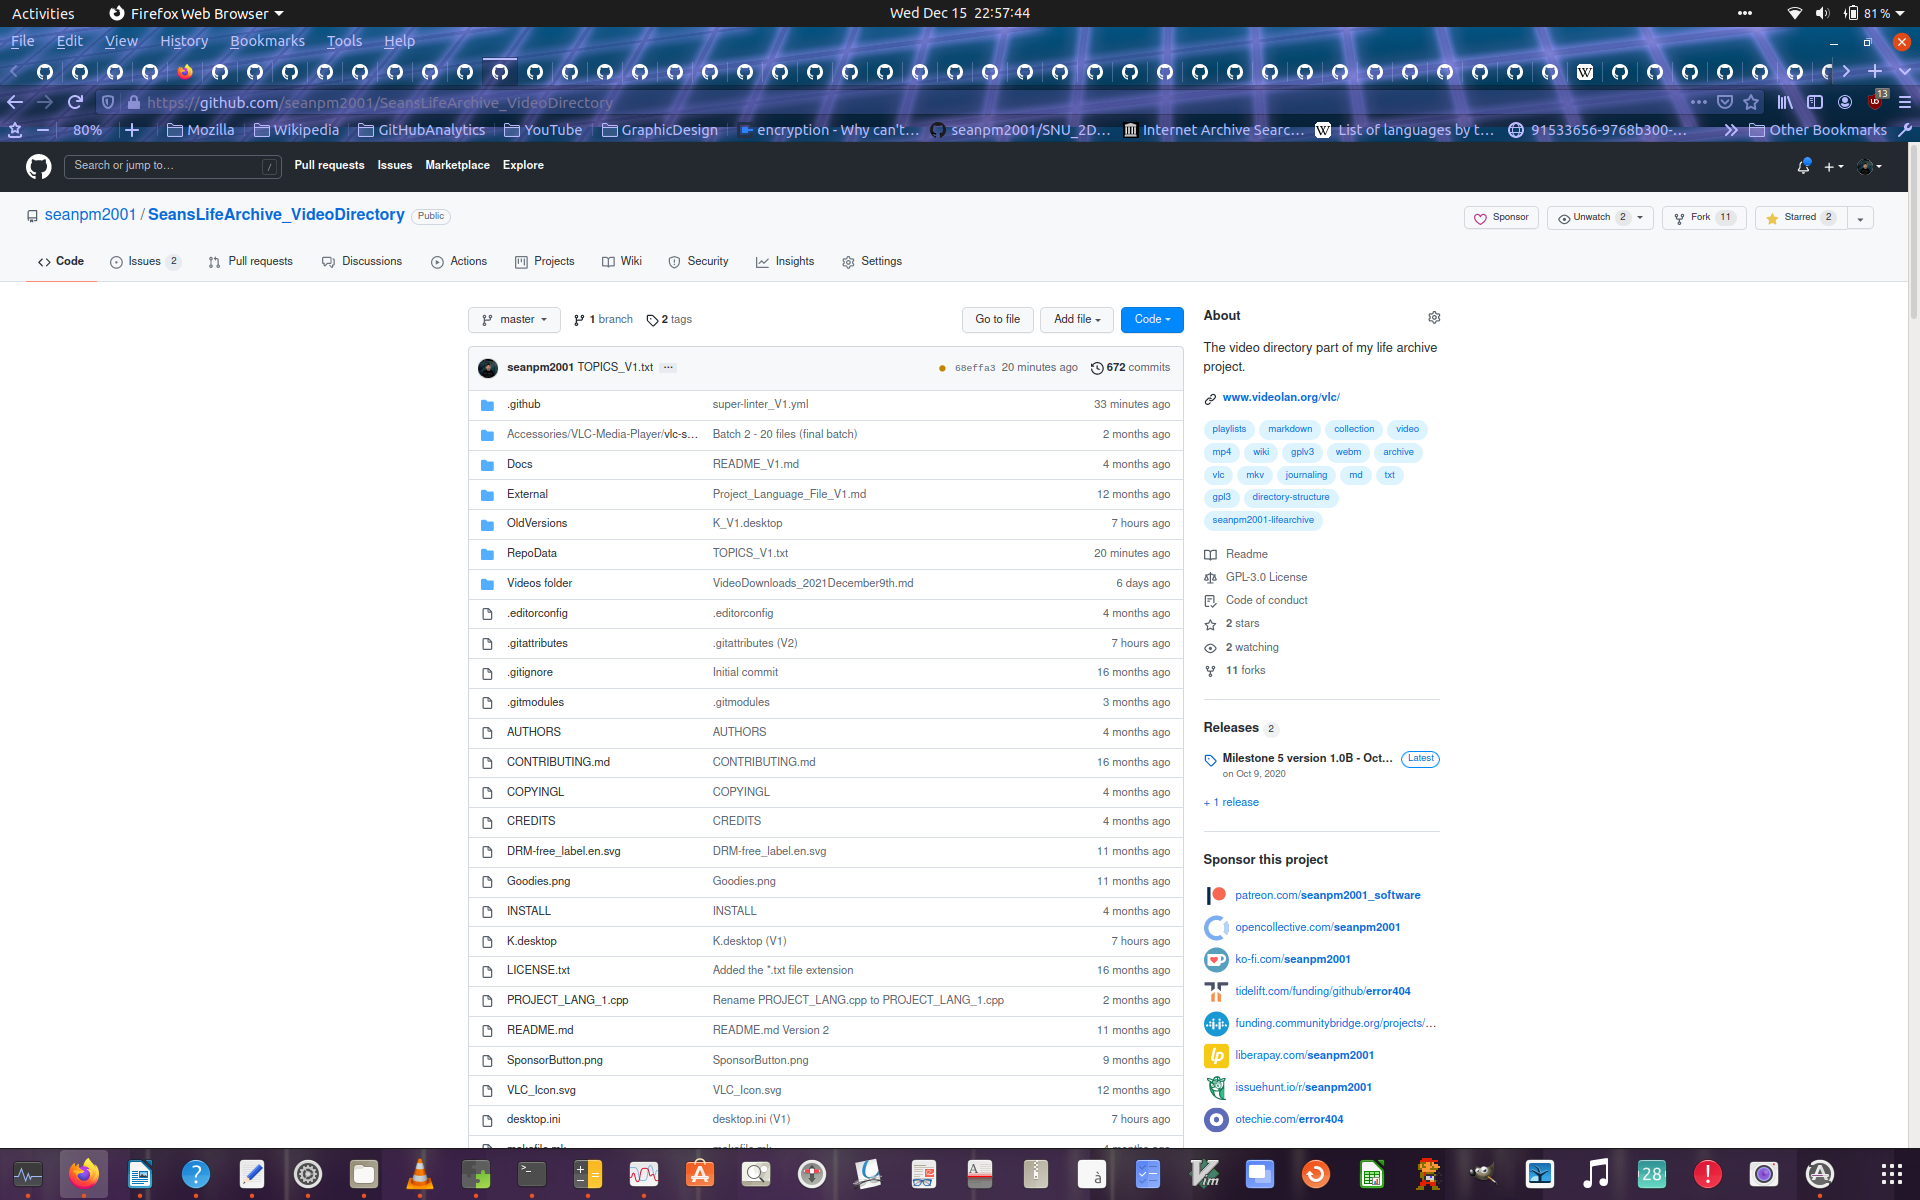 Activities
Firefox Web Browser
Wed Dec 15 22:57:44
81 %
File Edit View History Bookmarks Tools Help
https://github.com/seanpm2001/SeansLifeArchive_VideoDirectory
13
80%
Mozilla
Wikipedia
GitHubAnalytics
YouTube
GraphicDesign
encryption - Why can't...
seanpm2001/SNU_2D...
Internet Archive Searc...
List of languages by t...
91533656-9768b300-...
Other Bookmarks
Search or jump to...
/
Pull requests Issues Marketplace Explore
seanpm2001 / SeansLifeArchive_VideoDirectory
Public
Sponsor
Unwatch 2
Fork 11
Starred 2
Code
Issues 2
Pull requests
Discussions
Actions
Projects
Wiki
Security
Insights
Settings
master
1 branch
2 tags
Go to file
Add file
Code
seanpm2001 TOPICS_V1.txt ...
68effa3 20 minutes ago
672 commits
.github super-linter_V1.yml 33 minutes ago
Accessories/VLC-Media-Player/vlc-s... Batch 2 - 20 files (final batch) 2 months ago
Docs README_V1.md 4 months ago
External Project_Language_File_V1.md 12 months ago
OldVersions K_V1.desktop 7 hours ago
RepoData TOPICS_V1.txt 20 minutes ago
Videos folder VideoDownloads_2021December9th.md 6 days ago
.editorconfig .editorconfig 4 months ago
.gitattributes .gitattributes (V2) 7 hours ago
.gitignore Initial commit 16 months ago
.gitmodules .gitmodules 3 months ago
AUTHORS AUTHORS 4 months ago
CONTRIBUTING.md CONTRIBUTING.md 16 months ago
COPYINGL COPYINGL 4 months ago
CREDITS CREDITS 4 months ago
DRM-free_label.en.svg DRM-free_label.en.svg 11 months ago
Goodies.png Goodies.png 11 months ago
INSTALL INSTALL 4 months ago
K.desktop K.desktop (V1) 7 hours ago
LICENSE.txt Added the *.txt file extension 16 months ago
PROJECT_LANG_1.cpp Rename PROJECT_LANG.cpp to PROJECT_LANG_1.cpp 2 months ago
README.md README.md Version 2 11 months ago
SponsorButton.png SponsorButton.png 9 months ago
VLC_Icon.svg VLC_Icon.svg 12 months ago
desktop.ini desktop.ini (V1) 7 hours ago
About
The video directory part of my life archive
project.
www.videolan.org/vlc/
playlists markdown collection video
mp4 wiki gplv3 webm archive
vlc mkv journaling md txt
gpl3 directory-structure
seanpm2001-lifearchive
Readme
GPL-3.0 License
Code of conduct
2 stars
2 watching
11 forks
Releases 2
Milestone 5 version 1.0B - Oct...
Latest
on Oct 9, 2020
+ 1 release
Sponsor this project
patreon.com/seanpm2001_software
opencollective.com/seanpm2001
ko-fi.com/seanpm2001
tidelift.com/funding/github/error404
funding.communitybridge.org/projects/...
liberapay.com/seanpm2001
issuehunt.io/r/seanpm2001
otechie.com/error404
28